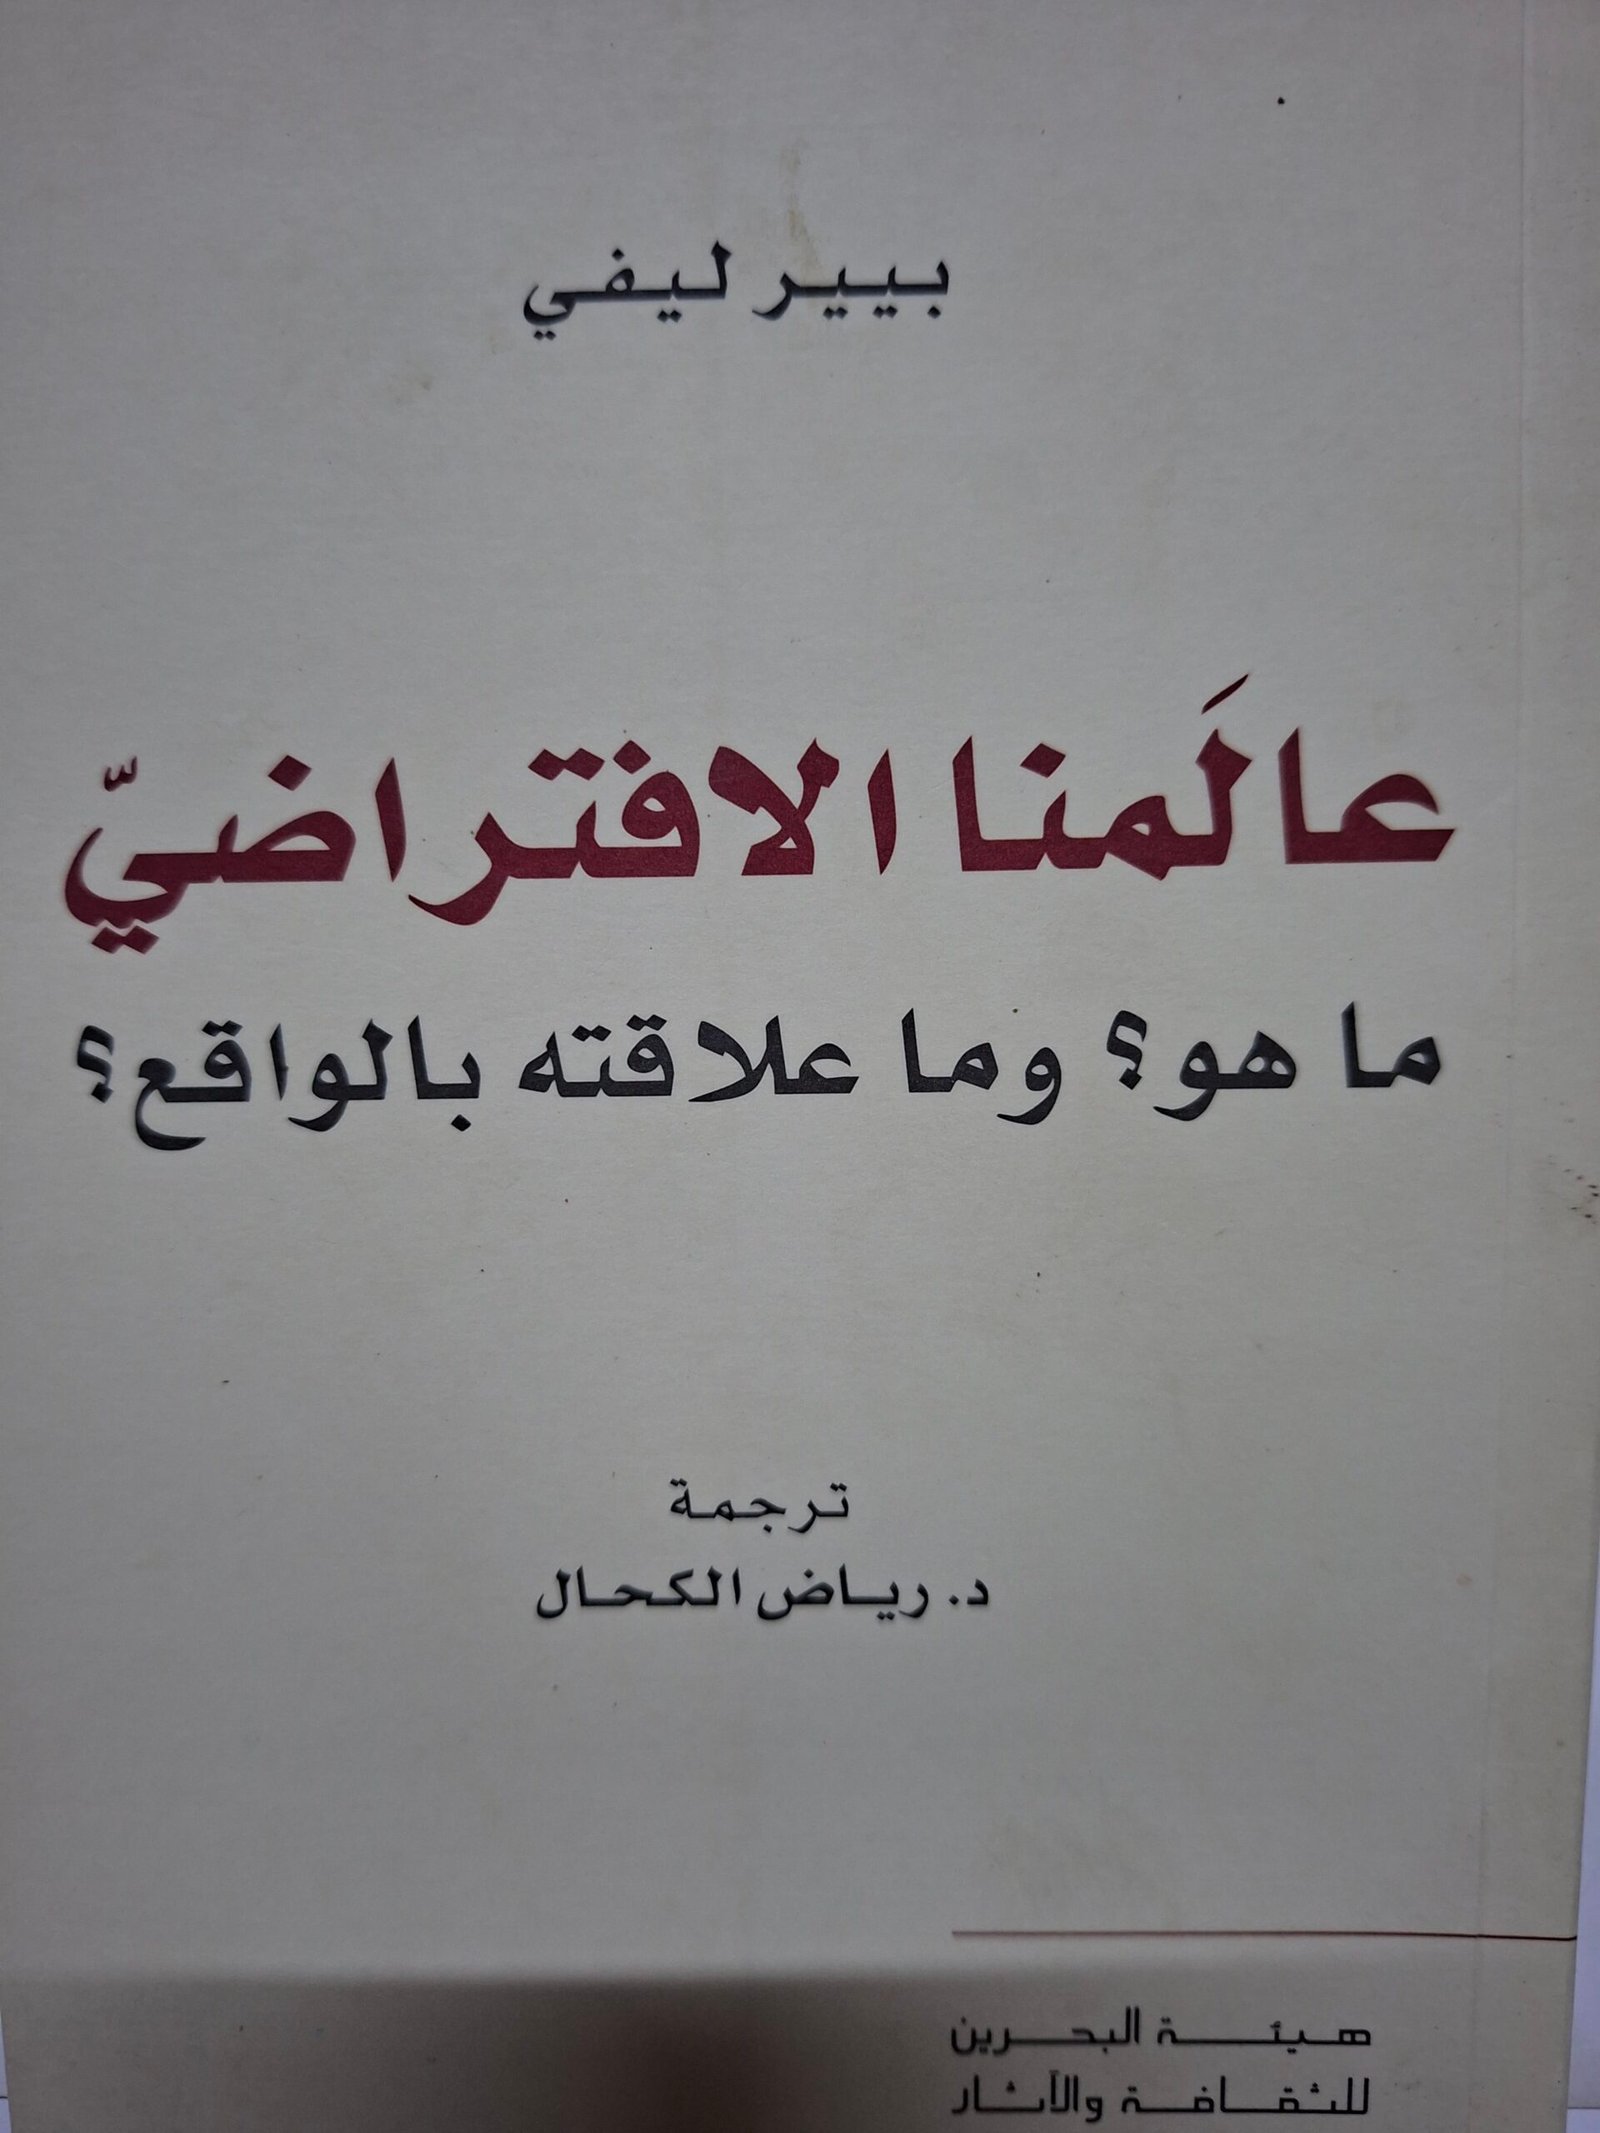 بيير ليفي
عالَمنا الافتراضيّ
ما هو؟ وما علاقته بالواقع؟
ترجمة
د. رياض الكحال
هيئة البحرين
للثقافة والآثار